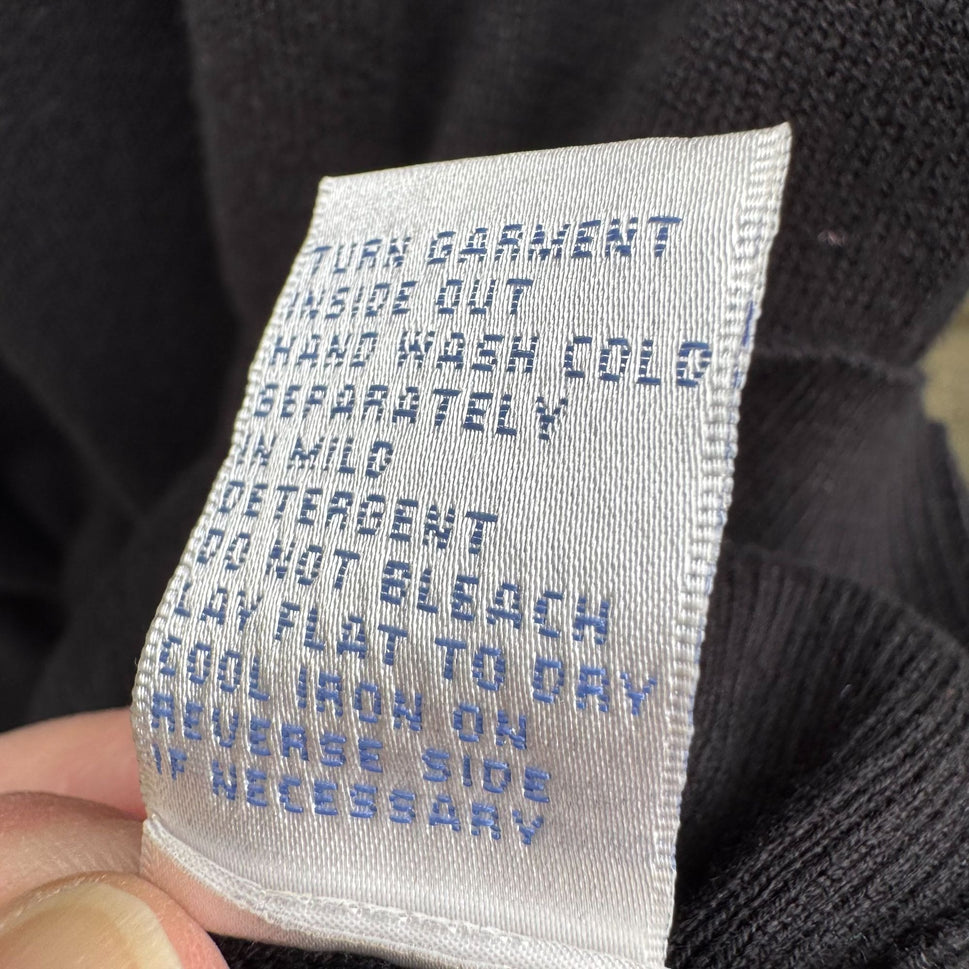 TURN GARMENT
INSIDE OUT
HAND WASH COLD
SEPARATELY
IN MILD
DETERGENT
DO NOT BLEACH
LAY FLAT TO DRY
COOL IRON ON
REVERSE SIDE
IF NECESSARY